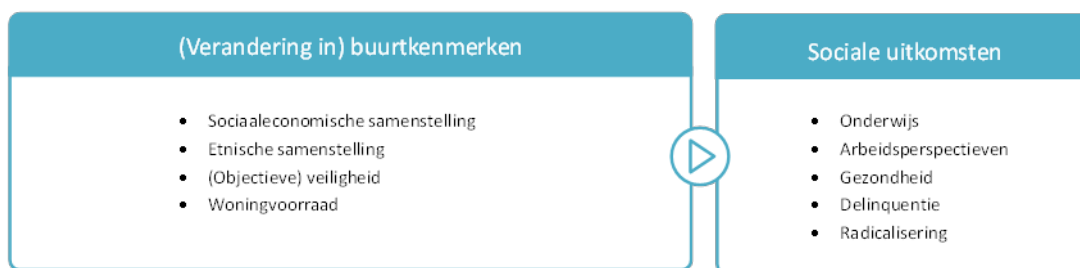 (Verandering in) buurtkenmerken
• Sociaaleconomische samenstelling
• Etnische samenstelling
• (Objectieve) veiligheid
• Woningvoorraad
Sociale uitkomsten
• Onderwijs
• Arbeidsperspectieven
• Gezondheid
• Delinquentie
• Radicalisering